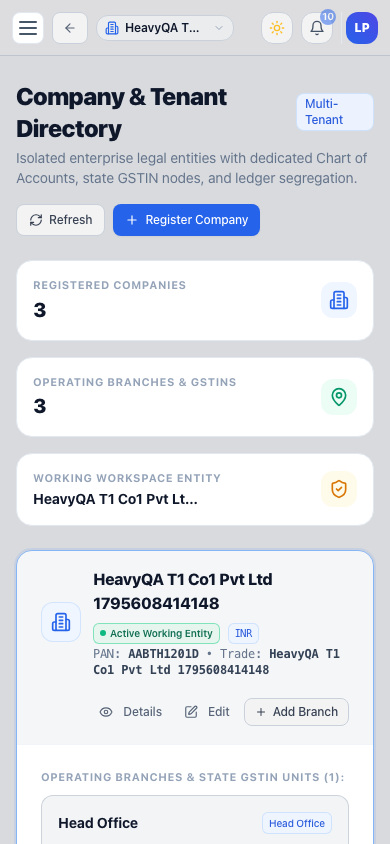 HeavyQA T...
10
LP
Company & Tenant
Directory
Multi-
Tenant
Isolated enterprise legal entities with dedicated Chart of
Accounts, state GSTIN nodes, and ledger segregation.
Refresh
Register Company
REGISTERED COMPANIES
3
OPERATING BRANCHES & GSTINS
3
WORKING WORKSPACE ENTITY
HeavyQA T1 Co1 Pvt Lt...
HeavyQA T1 Co1 Pvt Ltd
1795608414148
Active Working Entity
INR
PAN: AABTH1201D • Trade: HeavyQA T1
Co1 Pvt Ltd 1795608414148
Details
Edit
Add Branch
OPERATING BRANCHES & STATE GSTIN UNITS (1):
Head Office
Head Office